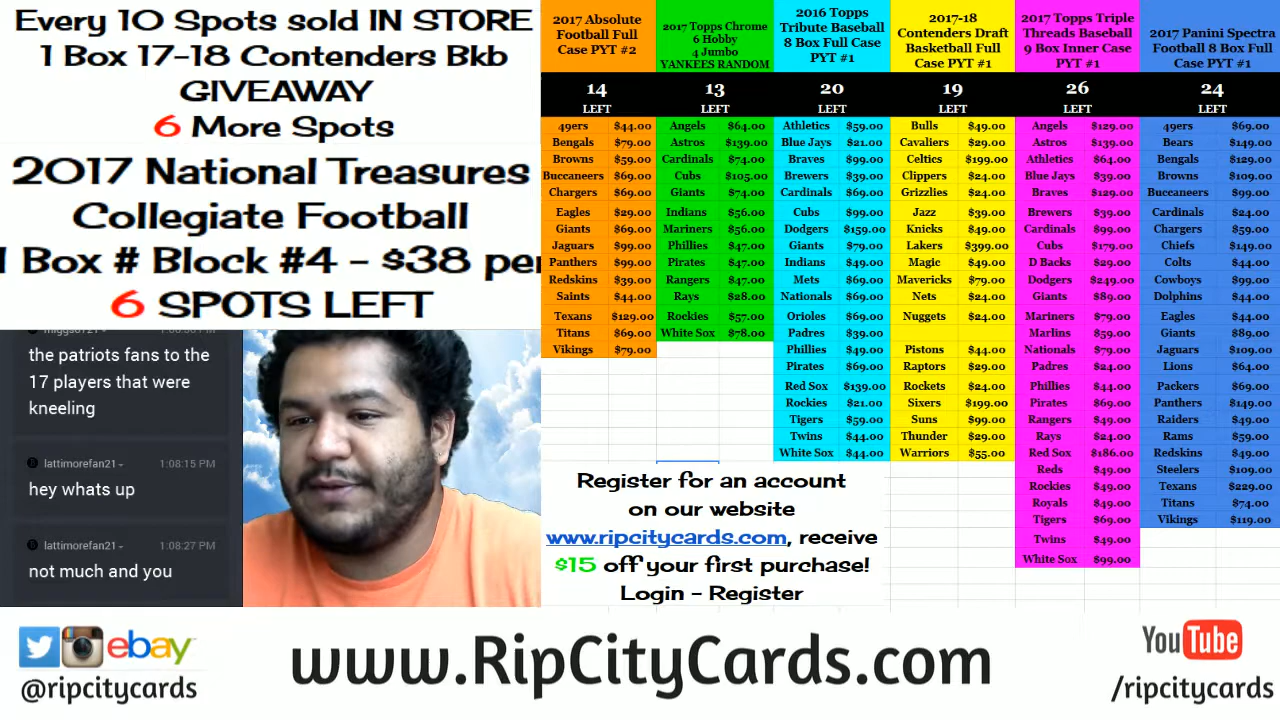 Every 10 Spots sold IN STORE
1 Box 17-18 Contenders Bkb
GIVEAWAY
6 More Spots
2017 National Treasures
Collegiate Football
1 Box # Block #4 - $38 per
6 SPOTS LEFT
the patriots fans to the
17 players that were
kneeling
lattimorefan21 1:08:15 PM
hey whats up
lattimorefan21 1:08:27 PM
not much and you
2017 Absolute
Football Full
Case PYT #2
14
LEFT
49ers $44.00
Bengals $79.00
Browns $59.00
Buccaneers $69.00
Chargers $69.00
Eagles $29.00
Giants $69.00
Jaguars $99.00
Panthers $99.00
Redskins $39.00
Saints $44.00
Texans $129.00
Titans $69.00
Vikings $79.00
2017 Topps Chrome
6 Hobby
4 Jumbo
YANKEES RANDOM
13
LEFT
Angels $64.00
Astros $139.00
Cardinals $74.00
Cubs $105.00
Giants $74.00
Indians $56.00
Mariners $56.00
Phillies $47.00
Pirates $47.00
Rangers $47.00
Rays $28.00
Rockies $57.00
White Sox $78.00
2016 Topps
Tribute Baseball
8 Box Full Case
PYT #1
20
LEFT
Athletics $59.00
Blue Jays $21.00
Braves $99.00
Brewers $39.00
Cardinals $69.00
Cubs $99.00
Dodgers $159.00
Giants $79.00
Indians $49.00
Mets $69.00
Nationals $69.00
Orioles $69.00
Padres $39.00
Phillies $49.00
Pirates $69.00
Red Sox $139.00
Rockies $21.00
Tigers $59.00
Twins $44.00
White Sox $44.00
2017-18
Contenders Draft
Basketball Full
Case PYT #1
19
LEFT
Bulls $49.00
Cavaliers $29.00
Celtics $199.00
Clippers $24.00
Grizzlies $24.00
Jazz $39.00
Knicks $49.00
Lakers $399.00
Magic $49.00
Mavericks $79.00
Nets $24.00
Nuggets $24.00
Pistons $44.00
Raptors $29.00
Rockets $24.00
Sixers $199.00
Suns $99.00
Thunder $29.00
Warriors $55.00
2017 Topps Triple
Threads Baseball
9 Box Inner Case
PYT #1
26
LEFT
Angels $129.00
Astros $139.00
Athletics $64.00
Blue Jays $39.00
Braves $129.00
Brewers $39.00
Cardinals $99.00
Cubs $179.00
D Backs $29.00
Dodgers $249.00
Giants $89.00
Mariners $79.00
Marlins $59.00
Nationals $79.00
Padres $24.00
Phillies $44.00
Pirates $69.00
Rangers $49.00
Rays $24.00
Red Sox $186.00
Reds $49.00
Rockies $49.00
Royals $49.00
Tigers $69.00
Twins $49.00
White Sox $99.00
2017 Panini Spectra
Football 8 Box Full
Case PYT #1
24
LEFT
49ers $69.00
Bears $149.00
Bengals $129.00
Browns $109.00
Buccaneers $99.00
Cardinals $24.00
Chargers $59.00
Chiefs $149.00
Colts $44.00
Cowboys $99.00
Dolphins $44.00
Eagles $44.00
Giants $89.00
Jaguars $109.00
Lions $64.00
Packers $69.00
Panthers $149.00
Raiders $49.00
Rams $59.00
Redskins $49.00
Steelers $109.00
Texans $229.00
Titans $74.00
Vikings $119.00
Register for an account
on our website
www.ripcitycards.com, receive
$15 off your first purchase!
Login - Register
ebay
@ripcitycards
www.RipCityCards.com
YouTube
/ripcitycards